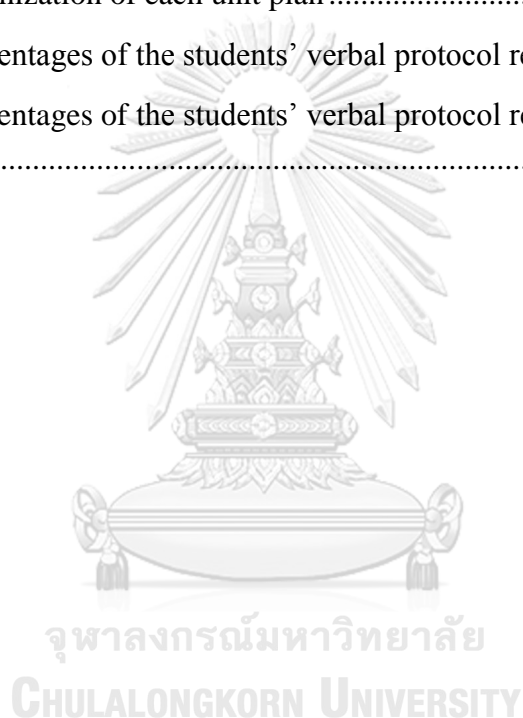 nization of each unit plan
entages of the students’ verbal protocol re
entages of the students’ verbal protocol re
จุฬาลงกรณ์มหาวิทยาลัย
CHULALONGKORN UNIVERSITY